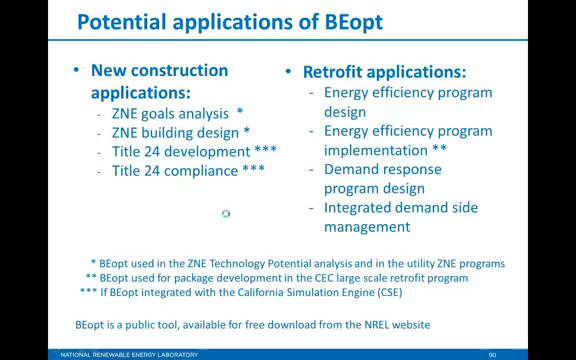 Potential applications of BEopt
• New construction
applications:
- ZNE goals analysis *
- ZNE building design *
- Title 24 development ***
- Title 24 compliance ***
• Retrofit applications:
- Energy efficiency program
design
- Energy efficiency program
implementation **
- Demand response
program design
- Integrated demand side
management
* BEopt used in the ZNE Technology Potential analysis and in the utility ZNE programs
** BEopt used for package development in the CEC large scale retrofit program
*** If BEopt integrated with the California Simulation Engine (CSE)
BEopt is a public tool, available for free download from the NREL website
NATIONAL RENEWABLE ENERGY LABORATORY
90